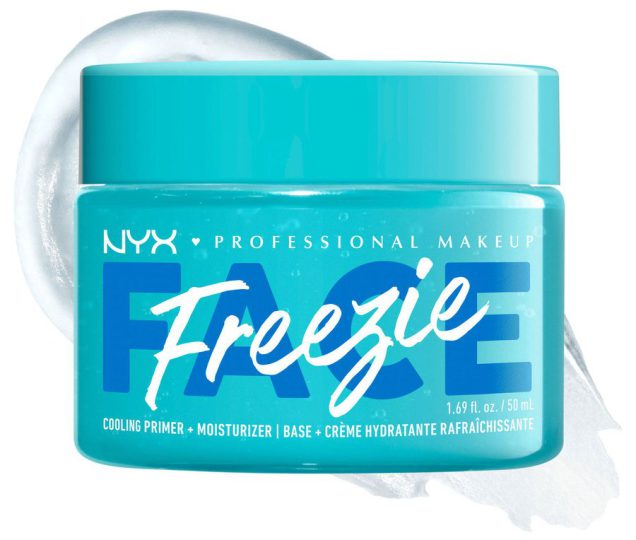 NYX ♥ PROFESSIONAL MAKEUP
FACE
Freezie
1.69 fl. oz. / 50 mL
COOLING PRIMER + MOISTURIZER | BASE + CRÈME HYDRATANTE RAFRAÎCHISSANTE